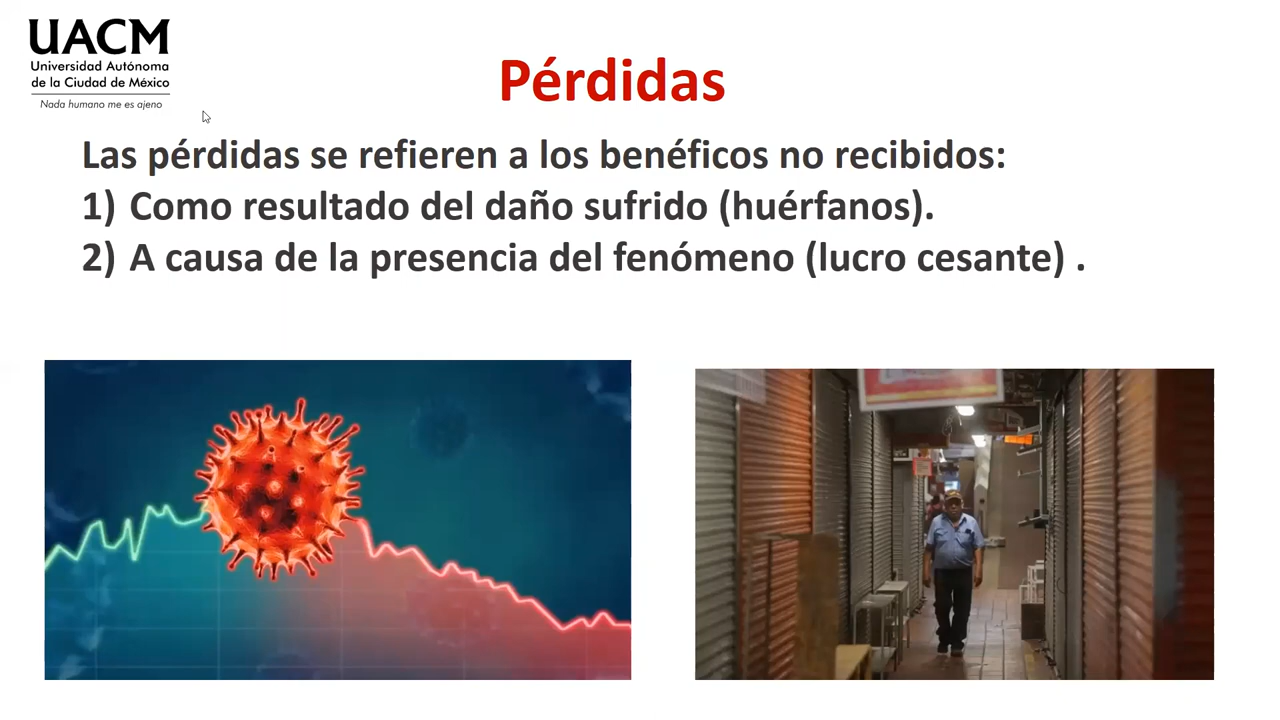 UACM
Universidad Autónoma
de la Ciudad de México
Nada humano me es ajeno
Pérdidas
Las pérdidas se refieren a los benéficos no recibidos:
1) Como resultado del daño sufrido (huérfanos).
2) A causa de la presencia del fenómeno (lucro cesante) .